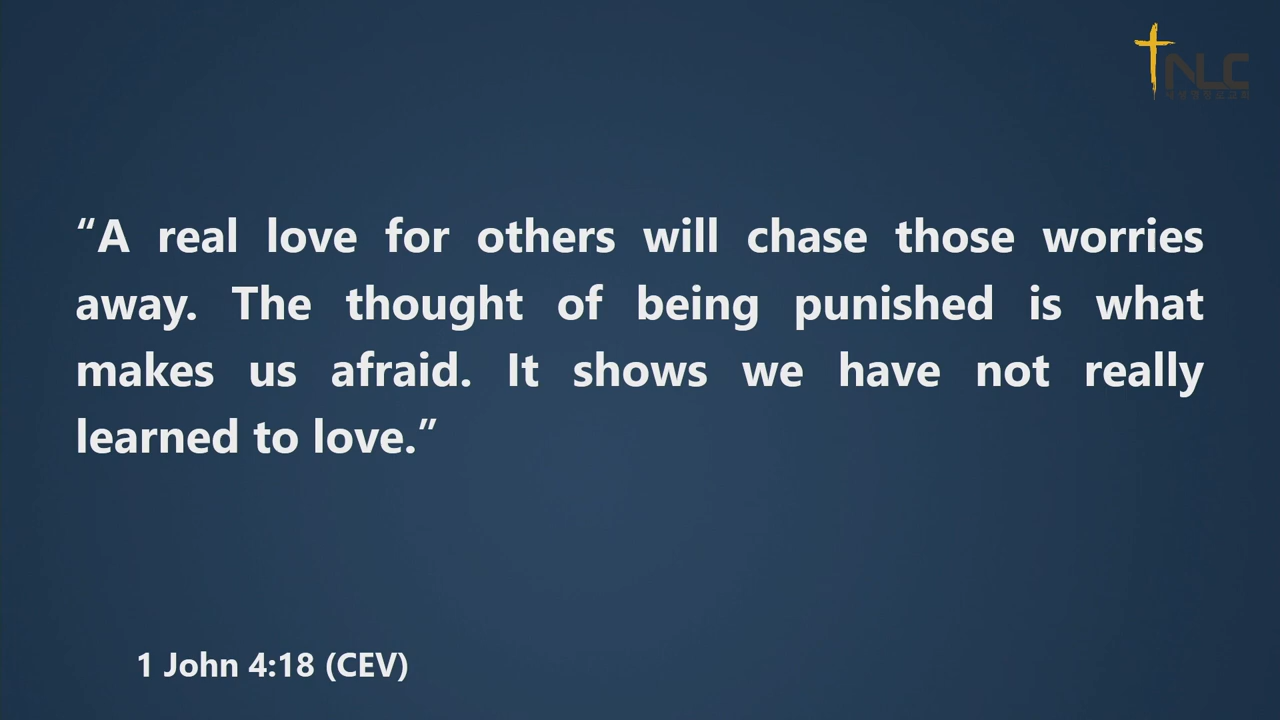 NLC
“A real love for others will chase those worries
away. The thought of being punished is what
makes us afraid. It shows we have not really
learned to love.”
1 John 4:18 (CEV)